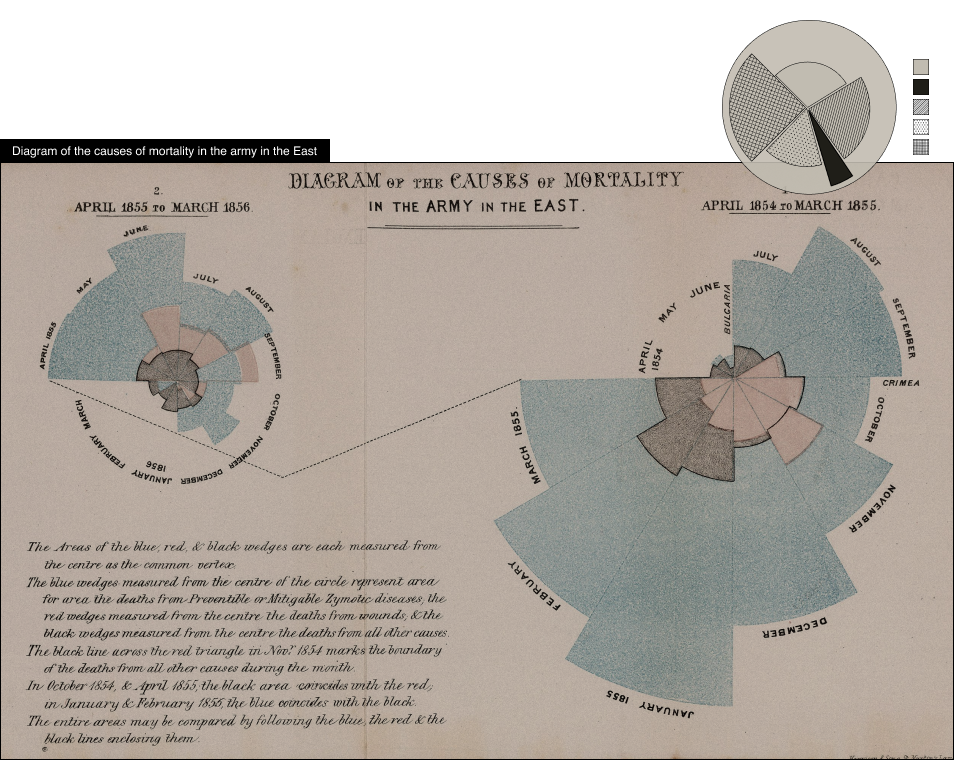 Diagram of the causes of mortality in the army in the East
DIAGRAM OF THE CAUSES OF MORTALITY
IN THE ARMY IN THE EAST.
2.
APRIL 1855 TO MARCH 1856.
APRIL 1854 TO MARCH 1855.
APRIL 1855
MAY
JUNE
JULY
AUGUST
SEPTEMBER
OCTOBER
NOVEMBER
DECEMBER
JANUARY 1856
FEBRUARY
MARCH
APRIL 1854
MAY
JUNE
BULGARIA
JULY
AUGUST
SEPTEMBER
CRIMEA
OCTOBER
NOVEMBER
DECEMBER
JANUARY 1855
FEBRUARY
MARCH 1855
The Areas of the blue, red, & black wedges are each measured from
the centre as the common vertex.
The blue wedges measured from the centre of the circle represent area
for area the deaths from Preventible or Mitigable Zymotic diseases, the
red wedges measured from the centre the deaths from wounds, & the
black wedges measured from the centre the deaths from all other causes.
The black line across the red triangle in Novr. 1854 marks the boundary
of the deaths from all other causes during the month.
In October 1854, & April 1855, the black area coincides with the red,
in January & February 1856, the blue coincides with the black.
The entire areas may be compared by following the blue, the red & the
black lines enclosing them.